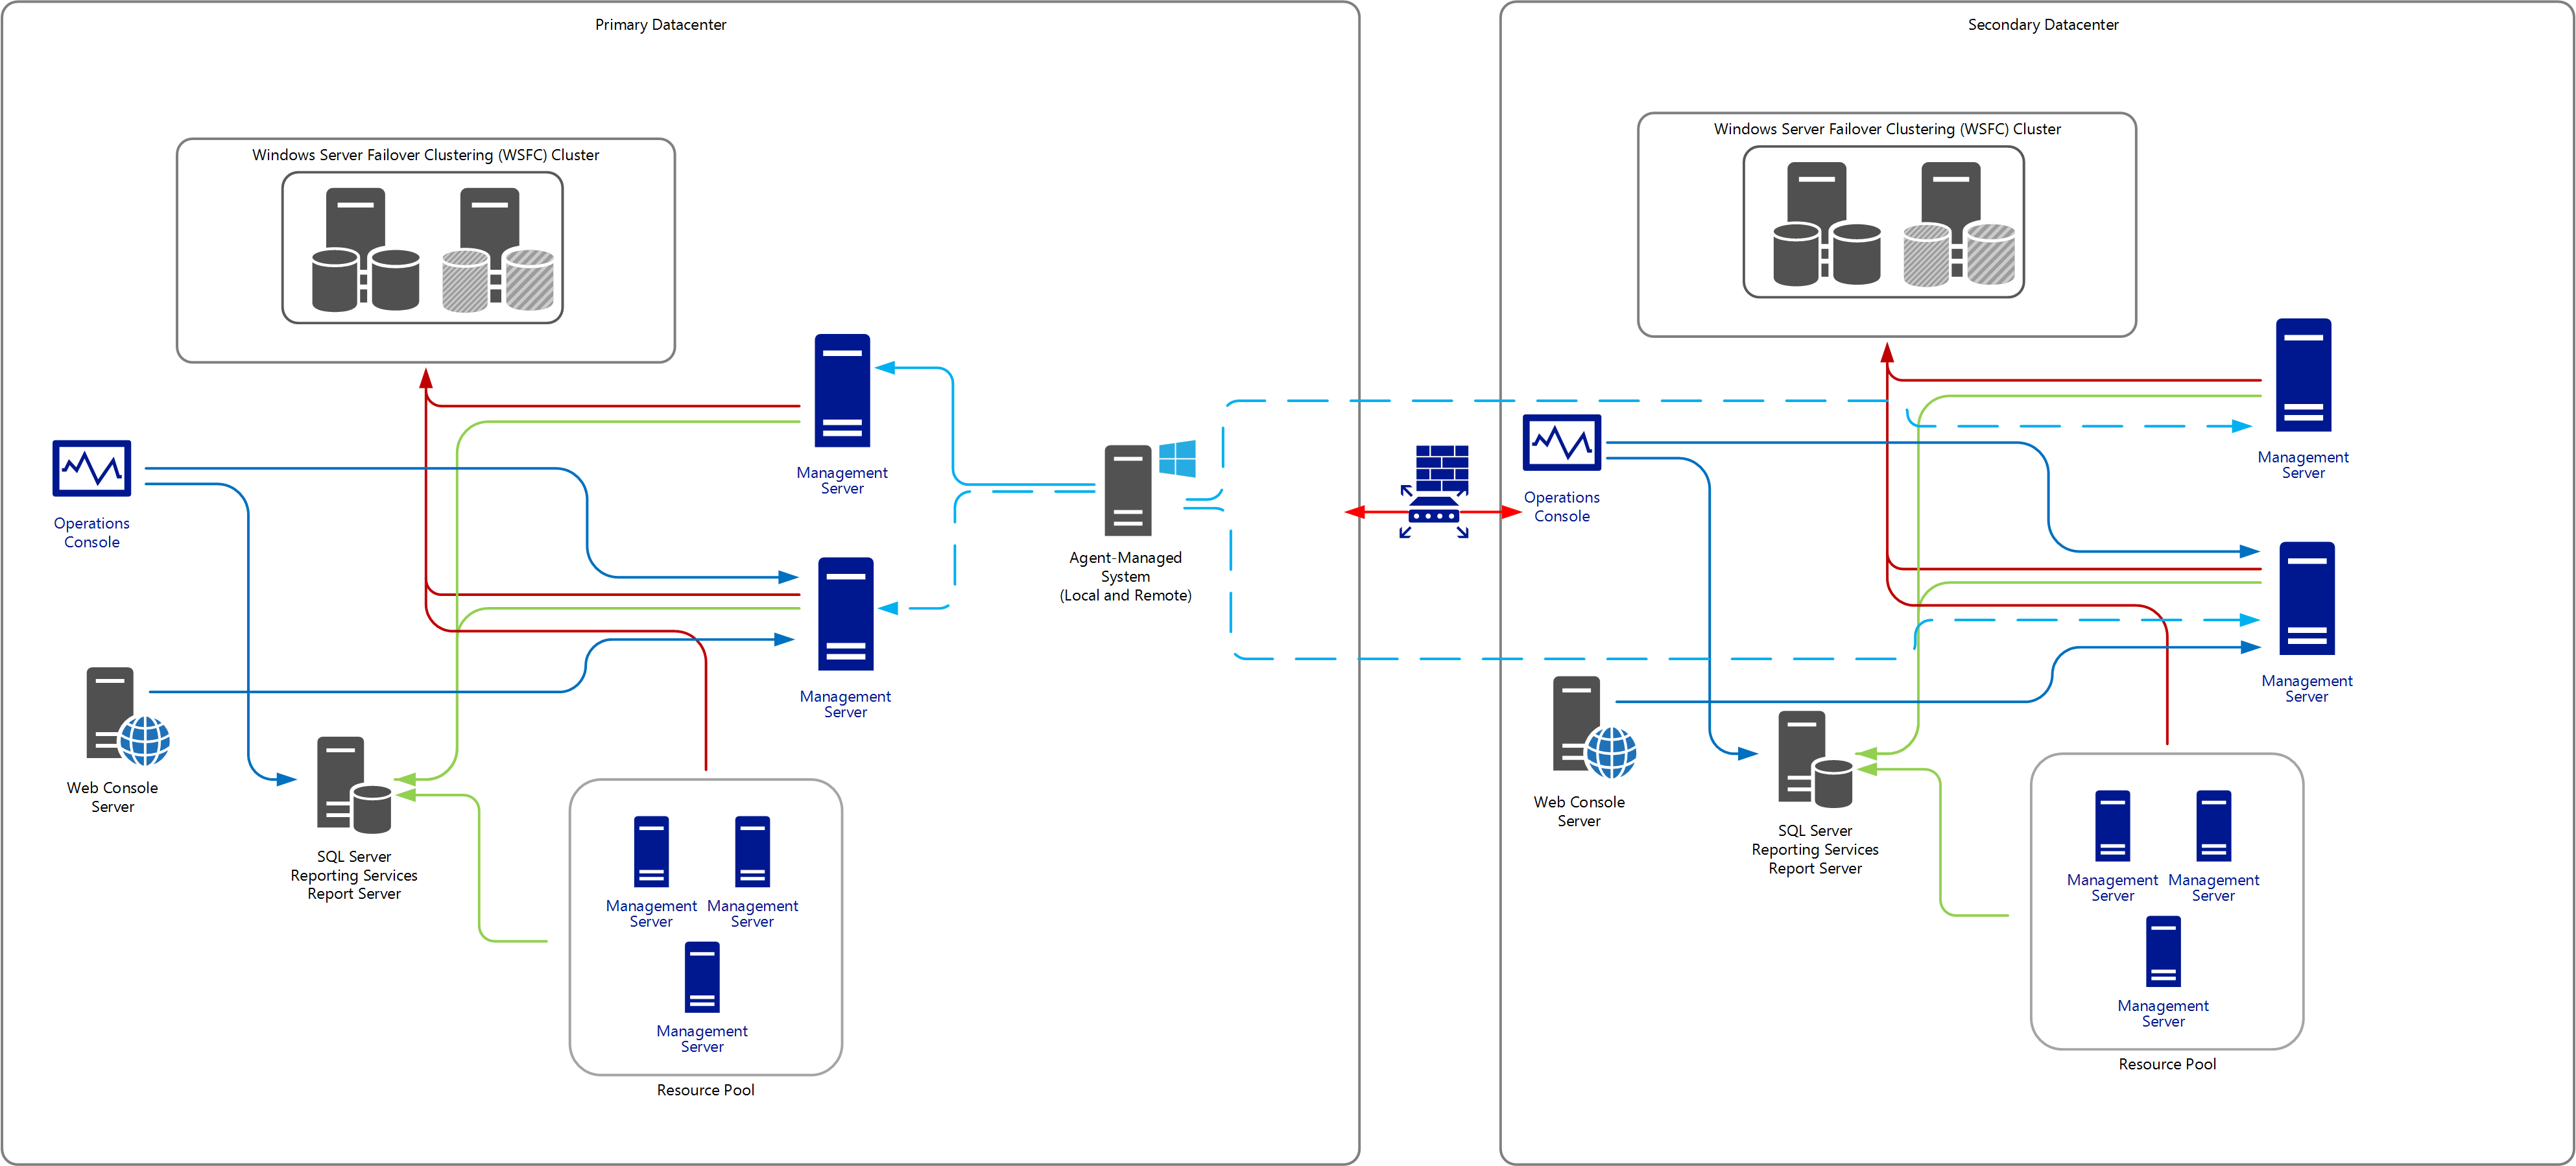 Primary Datacenter
Windows Server Failover Clustering (WSFC) Cluster
Management
Server
Operations
Console
Agent-Managed
System
(Local and Remote)
Management
Server
Web Console
Server
SQL Server
Reporting Services
Report Server
Management
Server
Management
Server
Management
Server
Resource Pool
Secondary Datacenter
Windows Server Failover Clustering (WSFC) Cluster
Management
Server
Operations
Console
Management
Server
Web Console
Server
SQL Server
Reporting Services
Report Server
Management
Server
Management
Server
Management
Server
Resource Pool